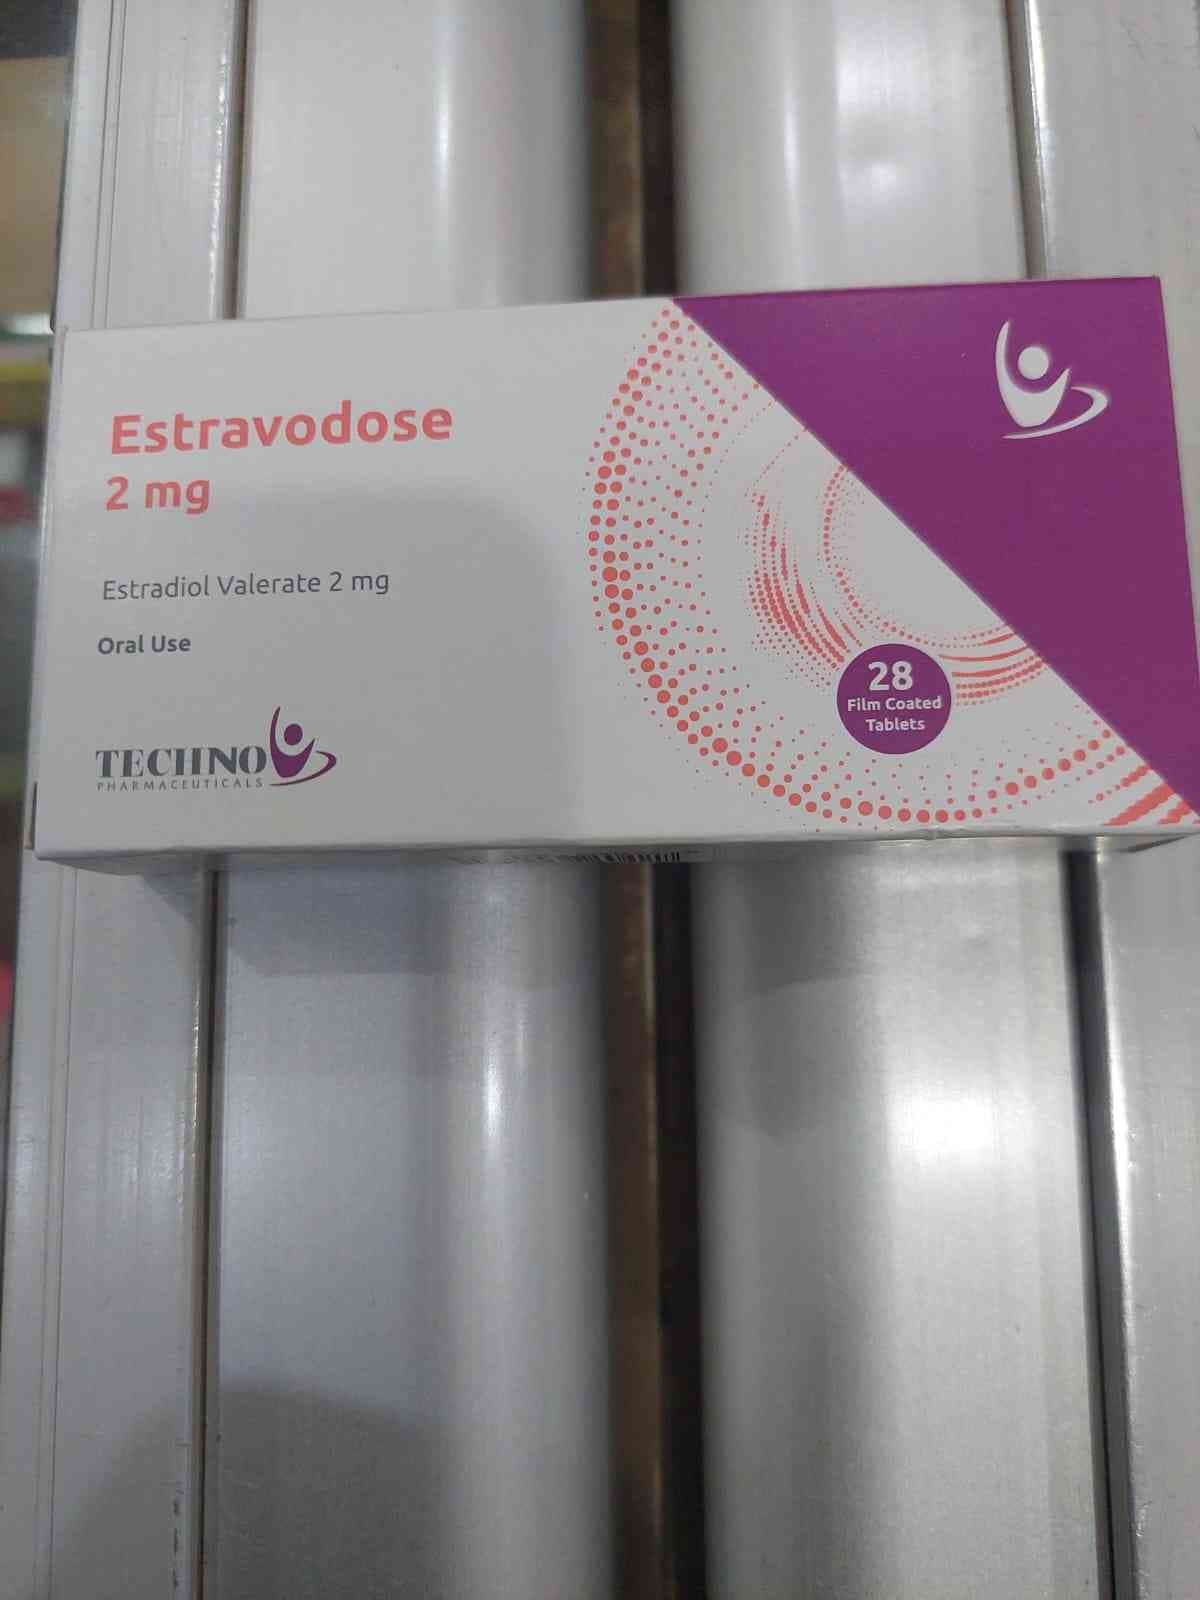 Estravodose
2 mg
Estradiol Valerate 2 mg
Oral Use
TECHNO
PHARMACEUTICALS
28
Film Coated
Tablets